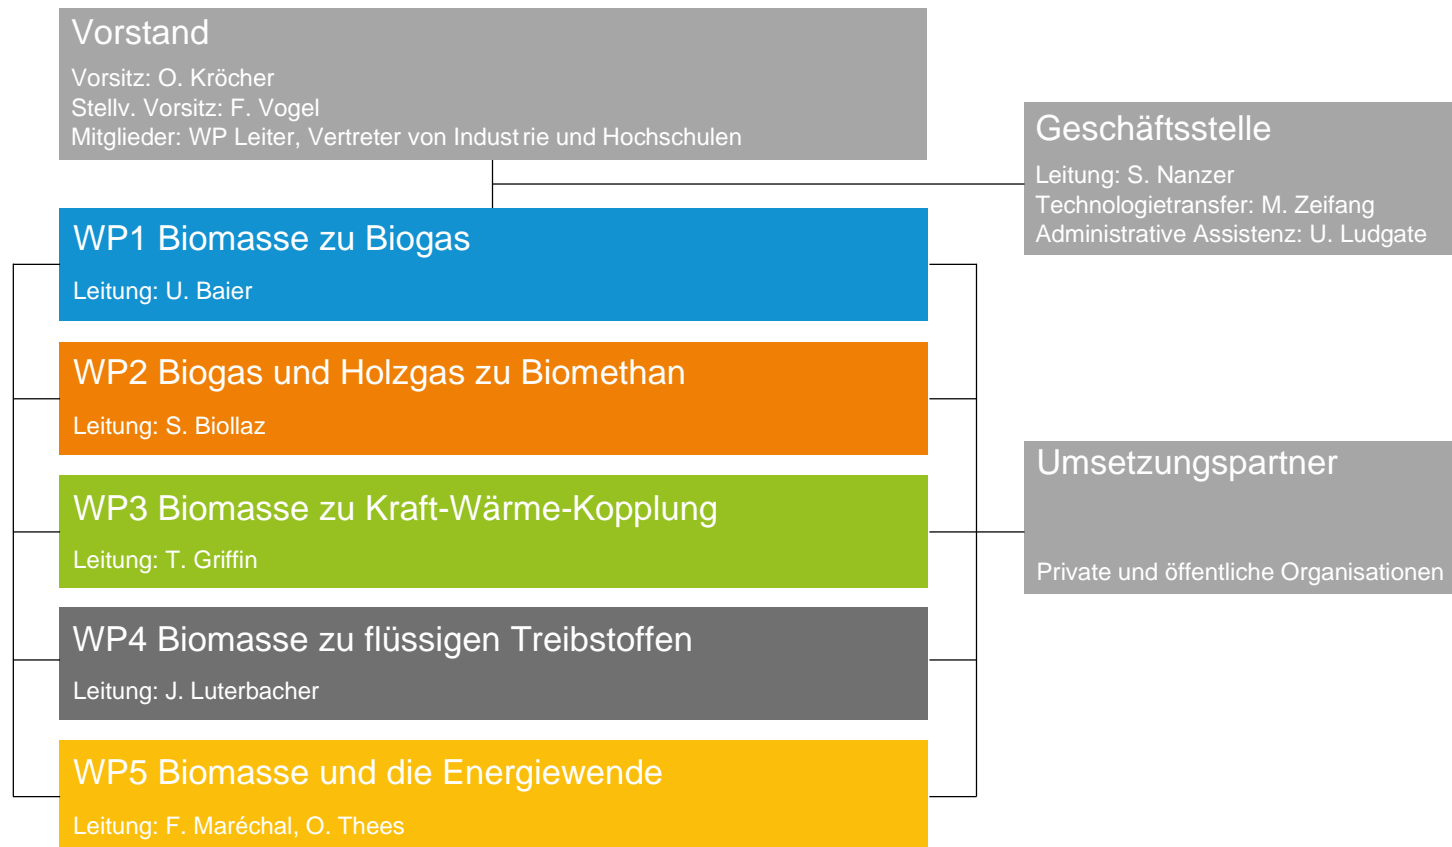 Vorstand
Vorsitz: O. Kröcher
Stellv. Vorsitz: F. Vogel
Mitglieder: WP Leiter, Vertreter von Industrie und Hochschulen
Geschäftsstelle
Leitung: S. Nanzer
Technologietransfer: M. Zeifang
Administrative Assistenz: U. Ludgate
WP1 Biomasse zu Biogas
Leitung: U. Baier
WP2 Biogas und Holzgas zu Biomethan
Leitung: S. Biollaz
WP3 Biomasse zu Kraft-Wärme-Kopplung
Leitung: T. Griffin
Umsetzungspartner
Private und öffentliche Organisationen
WP4 Biomasse zu flüssigen Treibstoffen
Leitung: J. Luterbacher
WP5 Biomasse und die Energiewende
Leitung: F. Maréchal, O. Thees